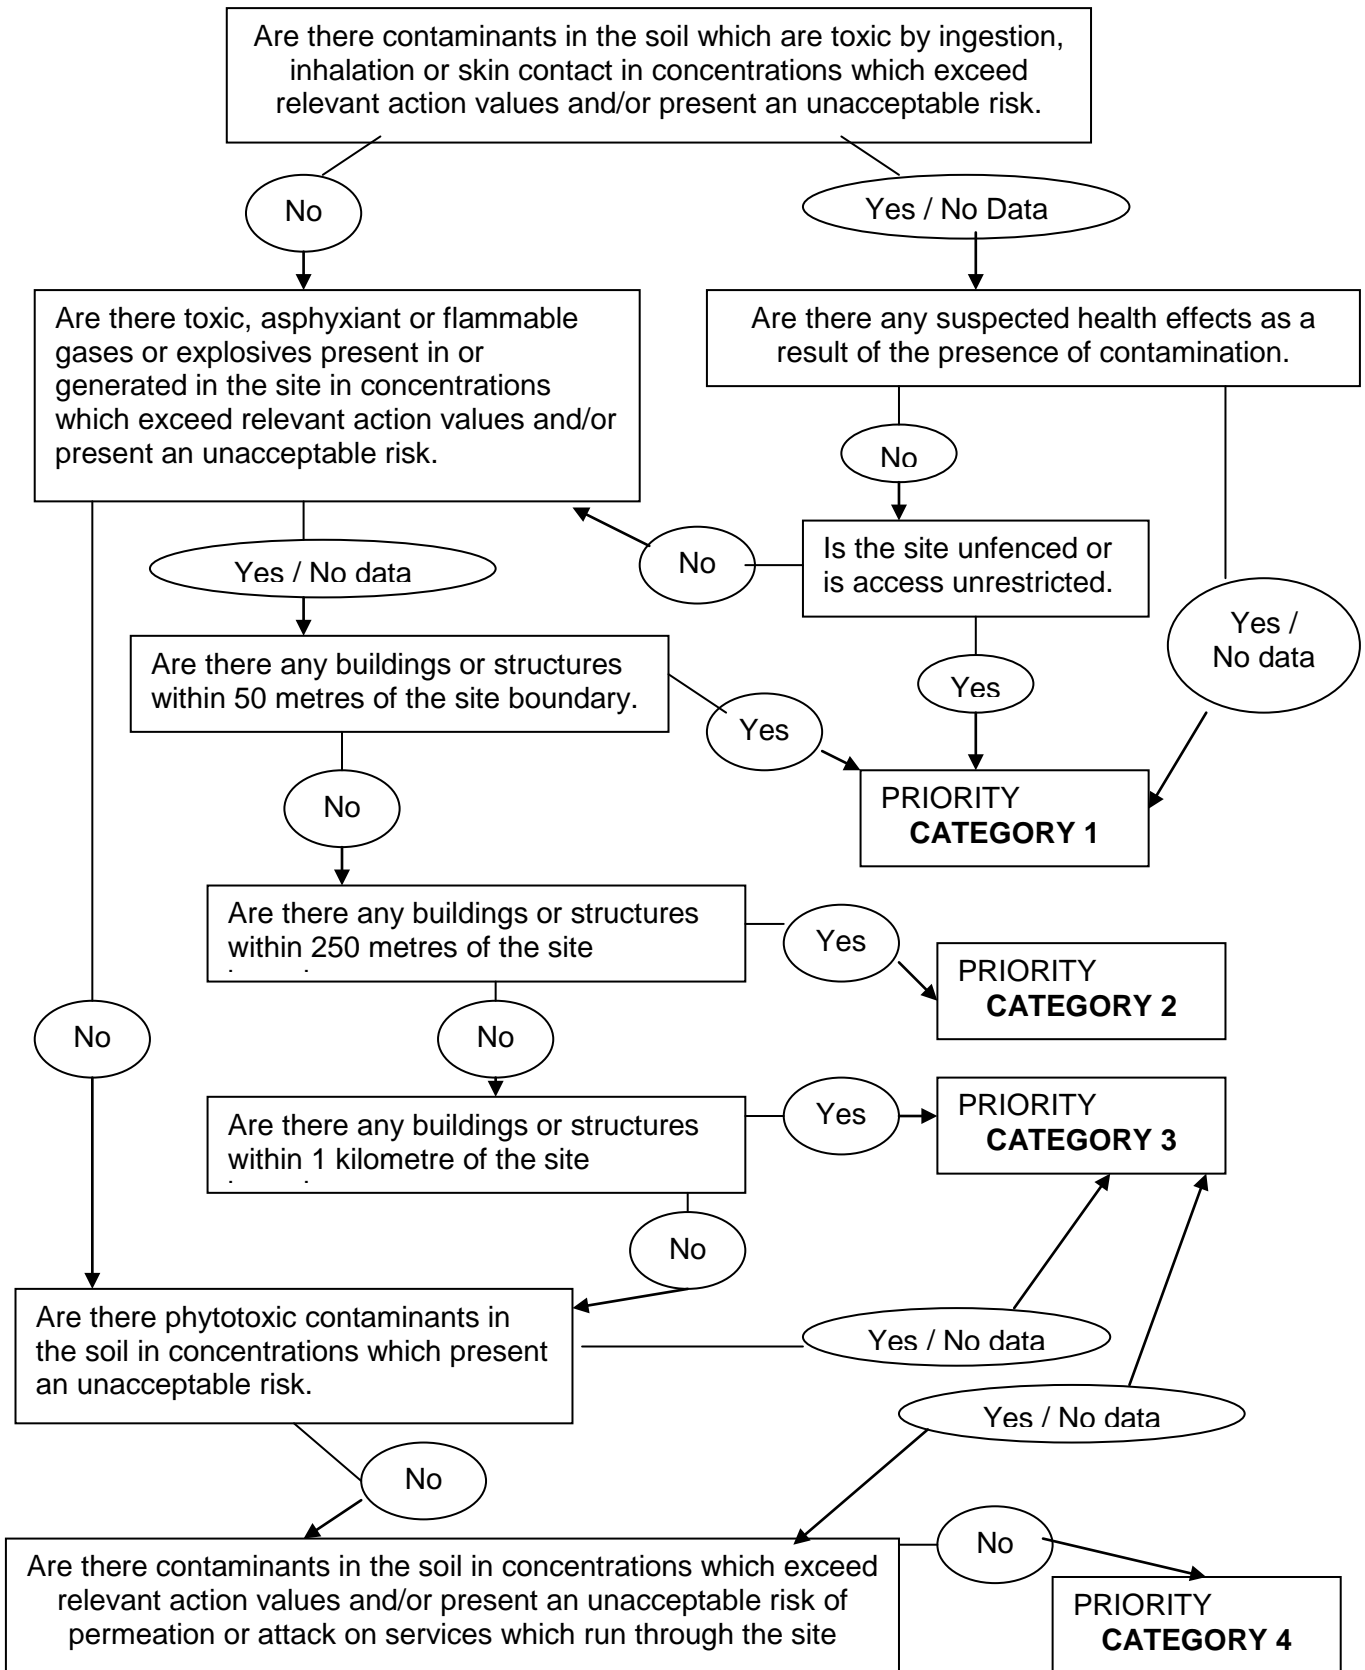 Are there contaminants in the soil which are toxic by ingestion,
inhalation or skin contact in concentrations which exceed
relevant action values and/or present an unacceptable risk.
No
Yes / No Data
Are there toxic, asphyxiant or flammable
gases or explosives present in or
generated in the site in concentrations
which exceed relevant action values and/or
present an unacceptable risk.
Are there any suspected health effects as a
result of the presence of contamination.
No
Yes / No data
No
Is the site unfenced or
is access unrestricted.
Yes /
No data
Are there any buildings or structures
within 50 metres of the site boundary.
Yes
Yes
No
PRIORITY
CATEGORY 1
Are there any buildings or structures
within 250 metres of the site
Yes
PRIORITY
CATEGORY 2
No
No
Are there any buildings or structures
within 1 kilometre of the site
Yes
PRIORITY
CATEGORY 3
No
Are there phytotoxic contaminants in
the soil in concentrations which present
an unacceptable risk.
Yes / No data
Yes / No data
No
Are there contaminants in the soil in concentrations which exceed
relevant action values and/or present an unacceptable risk of
permeation or attack on services which run through the site
No
PRIORITY
CATEGORY 4